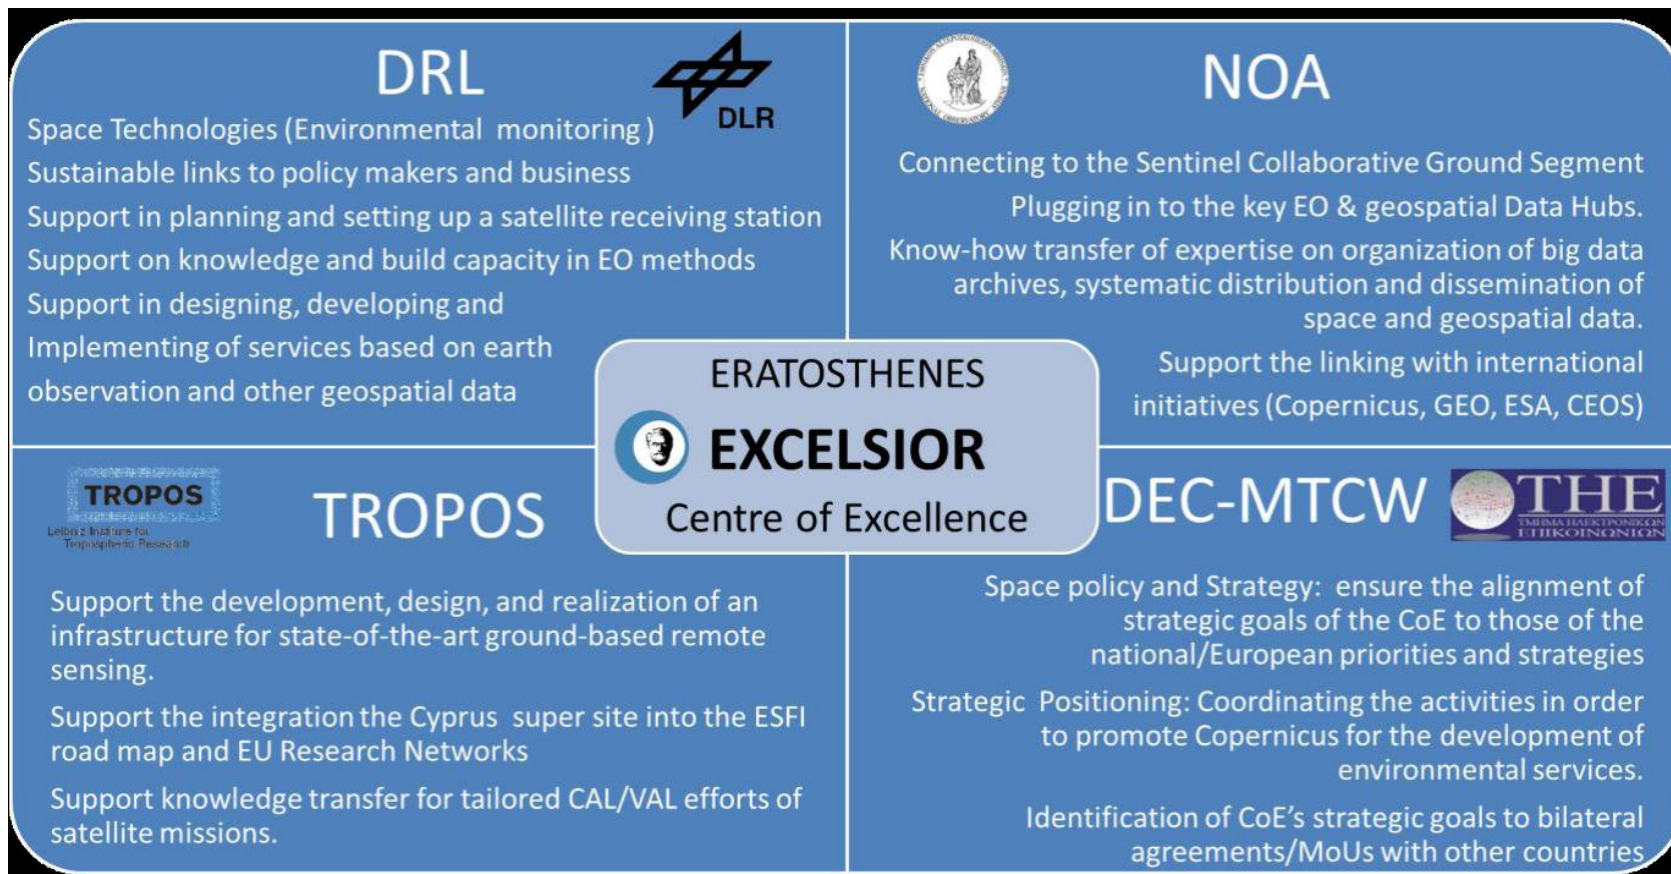 DRL
DLR
Space Technologies (Environmental monitoring )
Sustainable links to policy makers and business
Support in planning and setting up a satellite receiving station
Support on knowledge and build capacity in EO methods
Support in designing, developing and
Implementing of services based on earth
observation and other geospatial data
NOA
Connecting to the Sentinel Collaborative Ground Segment
Plugging in to the key EO & geospatial Data Hubs.
Know-how transfer of expertise on organization of big data
archives, systematic distribution and dissemination of
space and geospatial data.
Support the linking with international
initiatives (Copernicus, GEO, ESA, CEOS)
ERATOSTHENES
EXCELSIOR
Centre of Excellence
TROPOS
Leibniz Institute for
Tropospheric Research
TROPOS
Support the development, design, and realization of an
infrastructure for state-of-the-art ground-based remote
sensing.
Support the integration the Cyprus super site into the ESFI
road map and EU Research Networks
Support knowledge transfer for tailored CAL/VAL efforts of
satellite missions.
DEC-MTCW
ΤΗΕ
ΤΜΗΜΑ ΗΛΕΚΤΡΟΝΙΚΩΝ
ΕΠΙΚΟΙΝΩΝΙΩΝ
Space policy and Strategy: ensure the alignment of
strategic goals of the CoE to those of the
national/European priorities and strategies
Strategic Positioning: Coordinating the activities in order
to promote Copernicus for the development of
environmental services.
Identification of CoE’s strategic goals to bilateral
agreements/MoUs with other countries